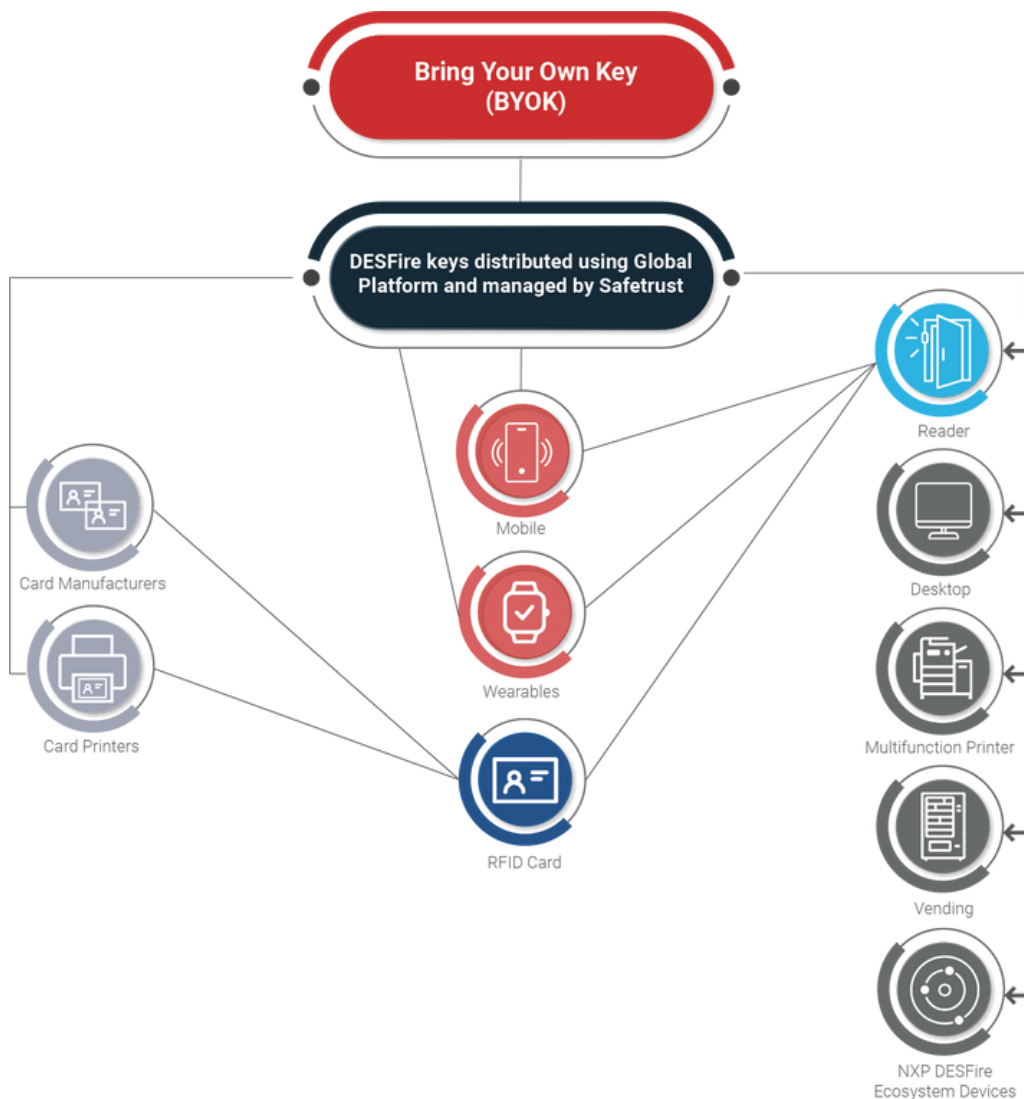 Bring Your Own Key
(BYOK)
DESFire keys distributed using Global
Platform and managed by Safetrust
Reader
Mobile
Card Manufacturers
Desktop
Wearables
Card Printers
Multifunction Printer
RFID Card
Vending
NXP DESFire
Ecosystem Devices